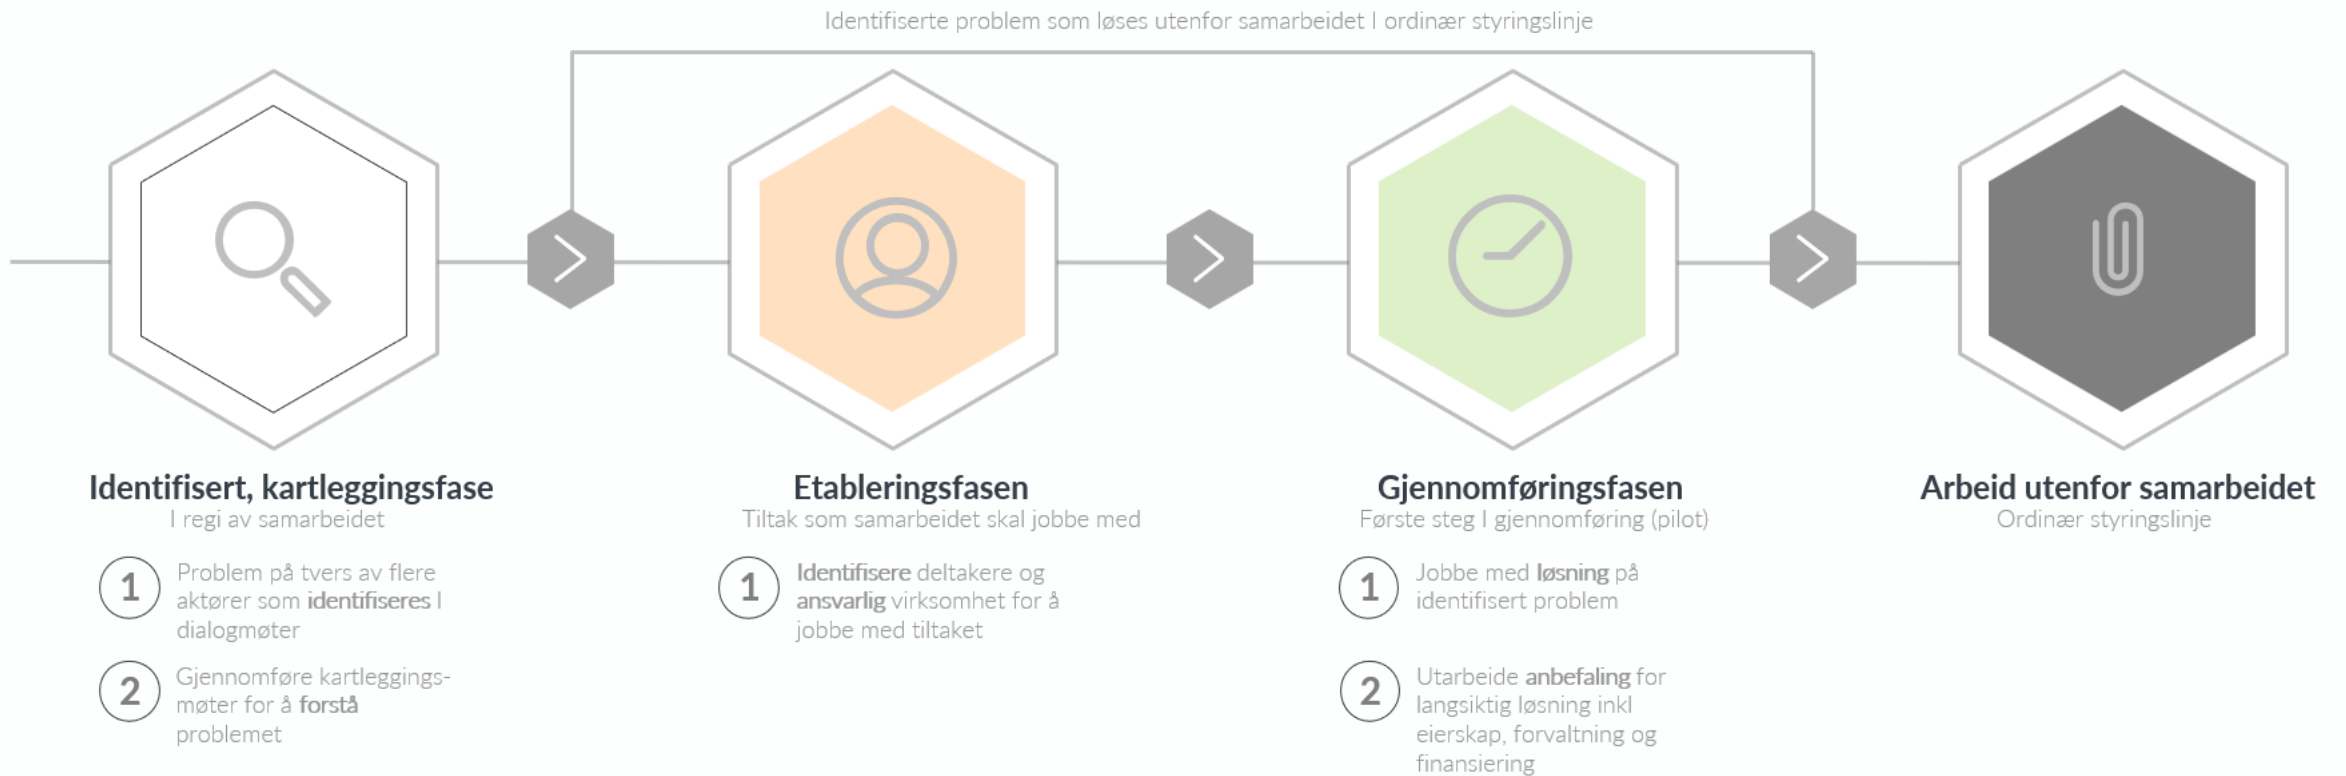 Identifiserte problem som løses utenfor samarbeidet I ordinær styringslinje
Identifisert, kartleggingsfase
I regi av samarbeidet
1
Problem på tvers av flere
aktører som identifiseres I
dialogmøter
2
Gjennomføre kartleggings-
møter for å forstå
problemet
Etableringsfasen
Tiltak som samarbeidet skal jobbe med
1
Identifisere deltakere og
ansvarlig virksomhet for å
jobbe med tiltaket
Gjennomføringsfasen
Første steg I gjennomføring (pilot)
1
Jobbe med løsning på
identifisert problem
2
Utarbeide anbefaling for
langsiktig løsning inkl
eierskap, forvaltning og
finansiering
Arbeid utenfor samarbeidet
Ordinær styringslinje